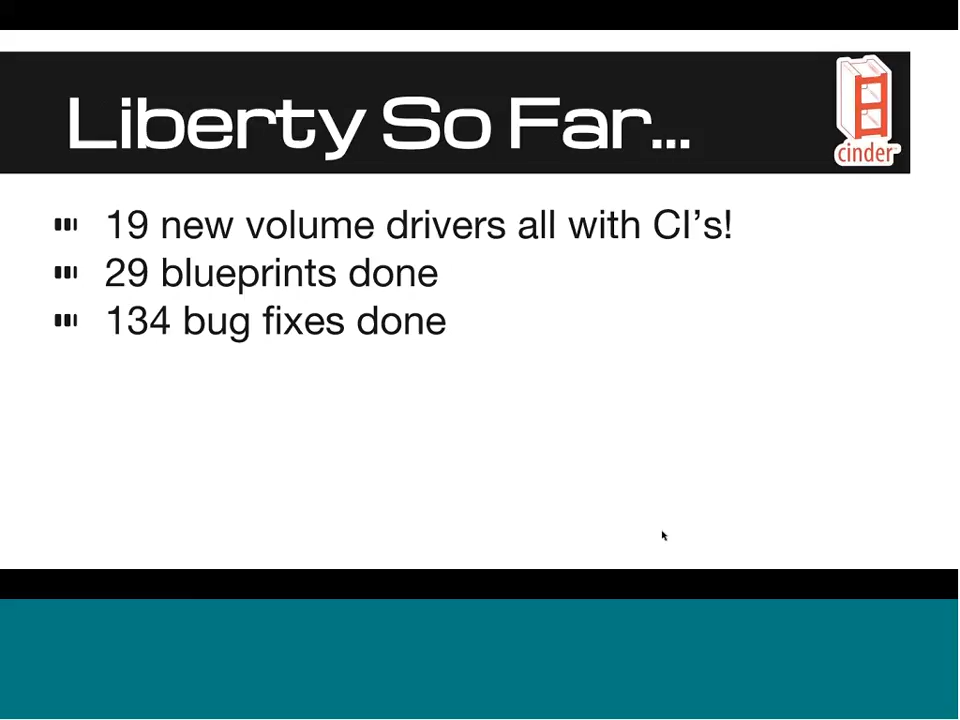 Liberty So Far...
cinder
19 new volume drivers all with CI’s!
29 blueprints done
134 bug fixes done